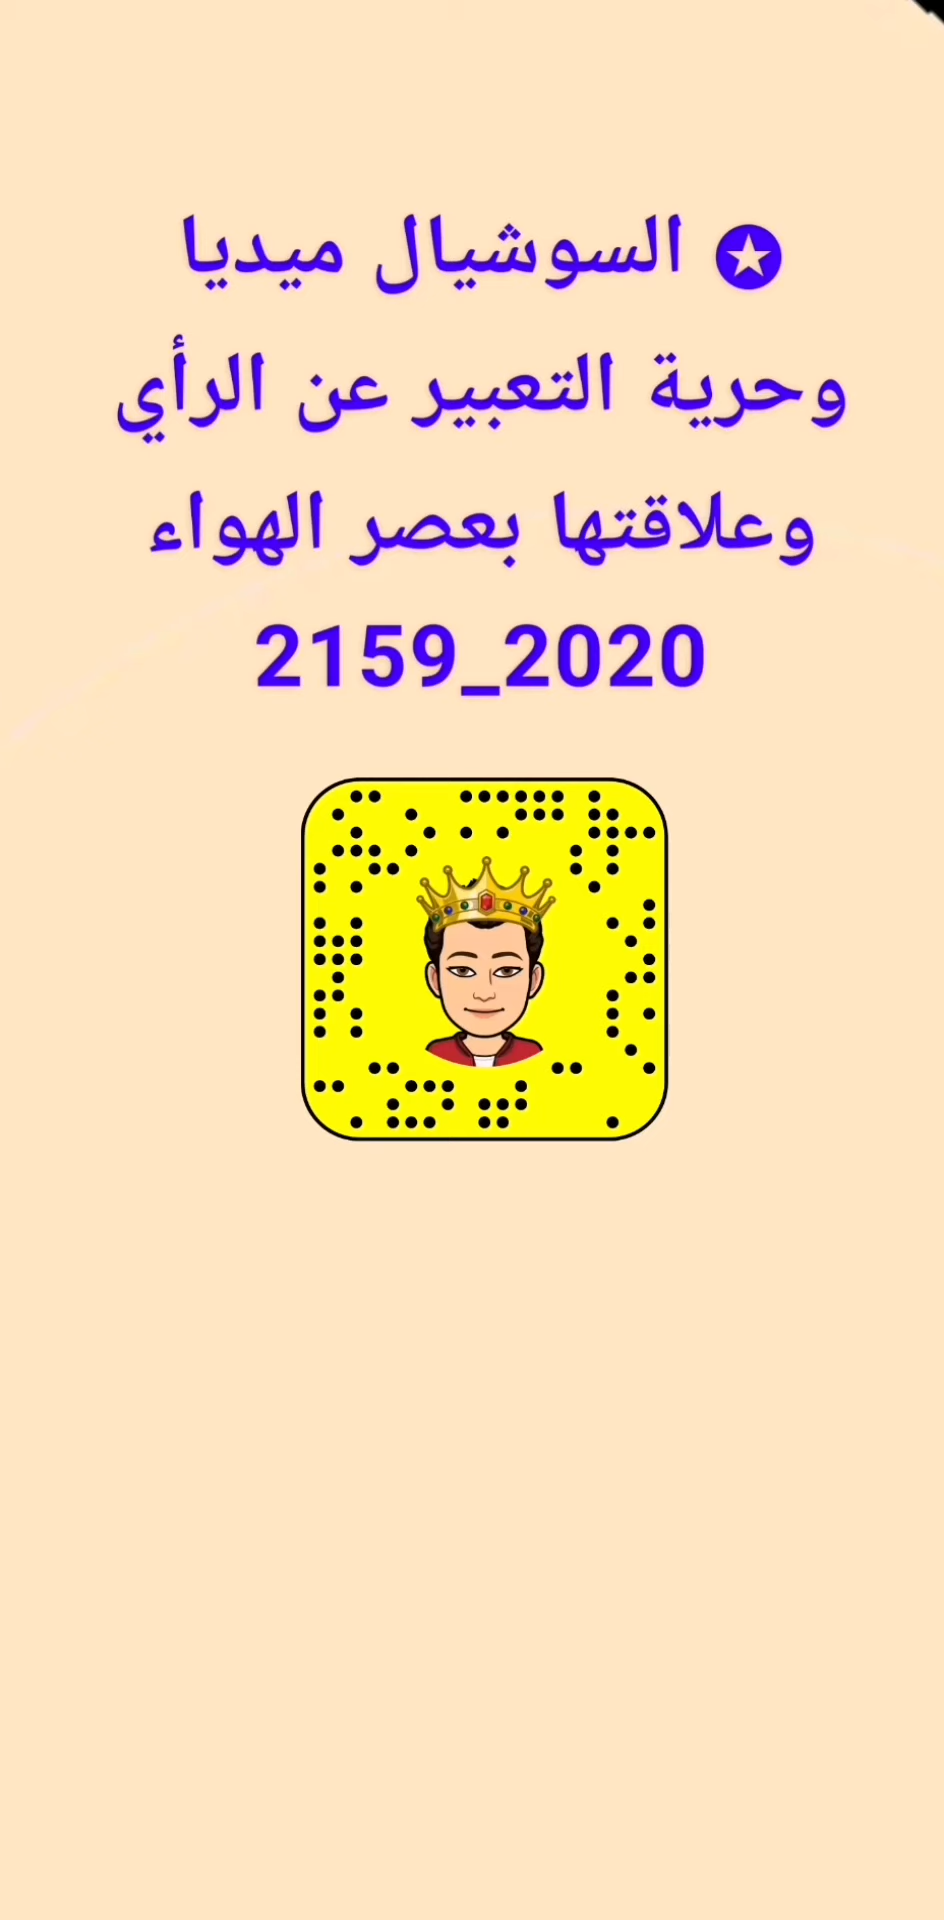 ✪ السوشيال ميديا
وحرية التعبير عن الرأي
وعلاقتها بعصر الهواء
2159_2020